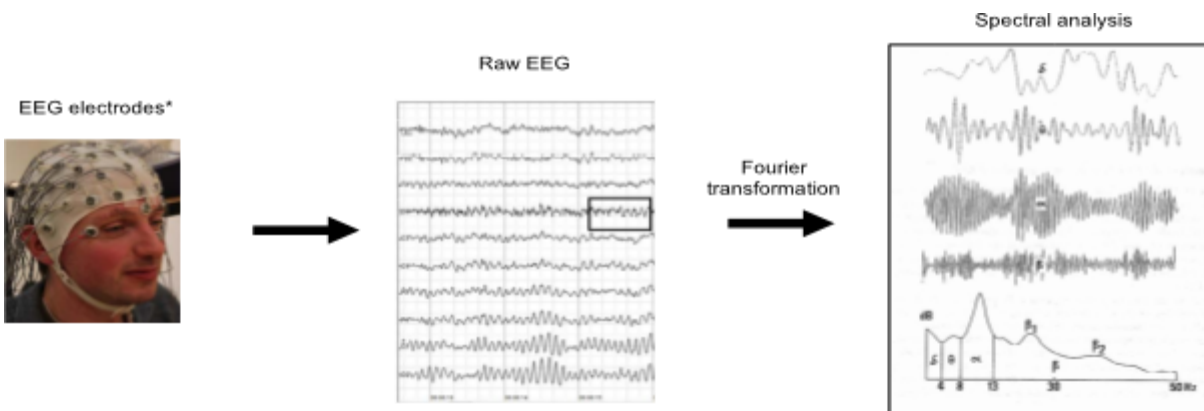 Spectral analysis
Raw EEG
EEG electrodes*
Fourier
transformation
δ
dB
β₁
β₂
δ θ α β
4 8 13 30 50 Hz